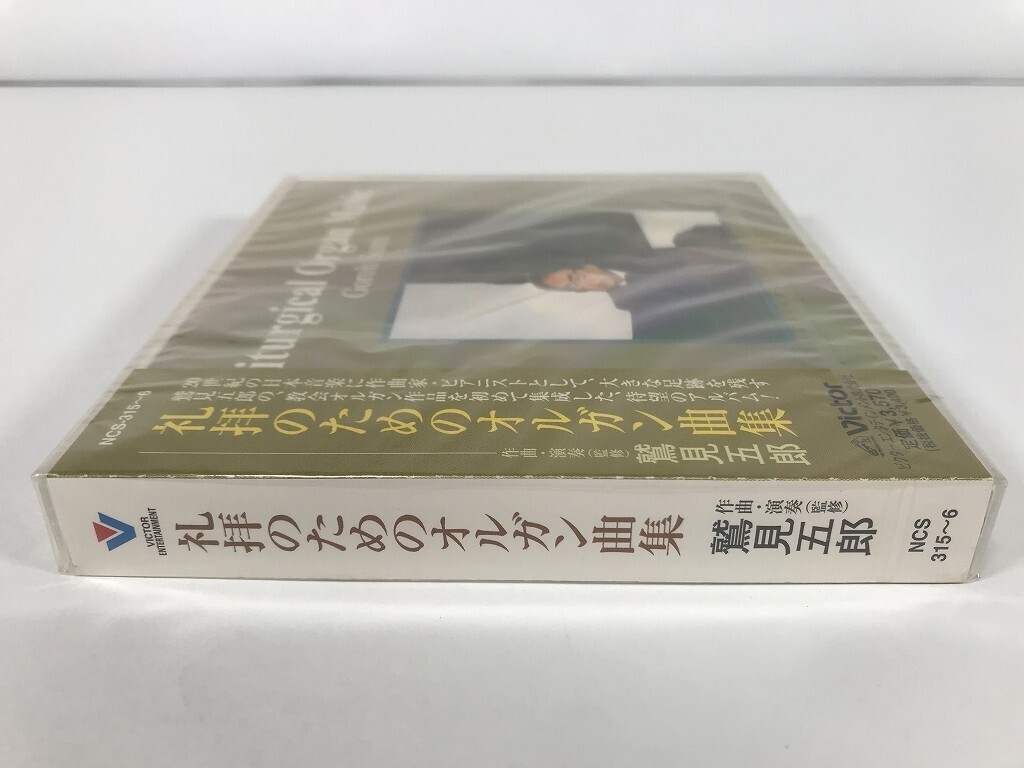 iturgical Organ
20世紀の日本音楽に作曲家・ピアニストとして、大きな足跡を残す
鷲見五郎の、教会オルガン作品を初めて集成した、待望のアルバム！
礼拝のためのオルガン曲集
作曲・演奏(監修)
鷲見五郎
NCS-315~6
Victor
VICTOR
ENTERTAINMENT
礼拝のためのオルガン曲集
作曲・演奏(監修)
鷲見五郎
NCS
315~6